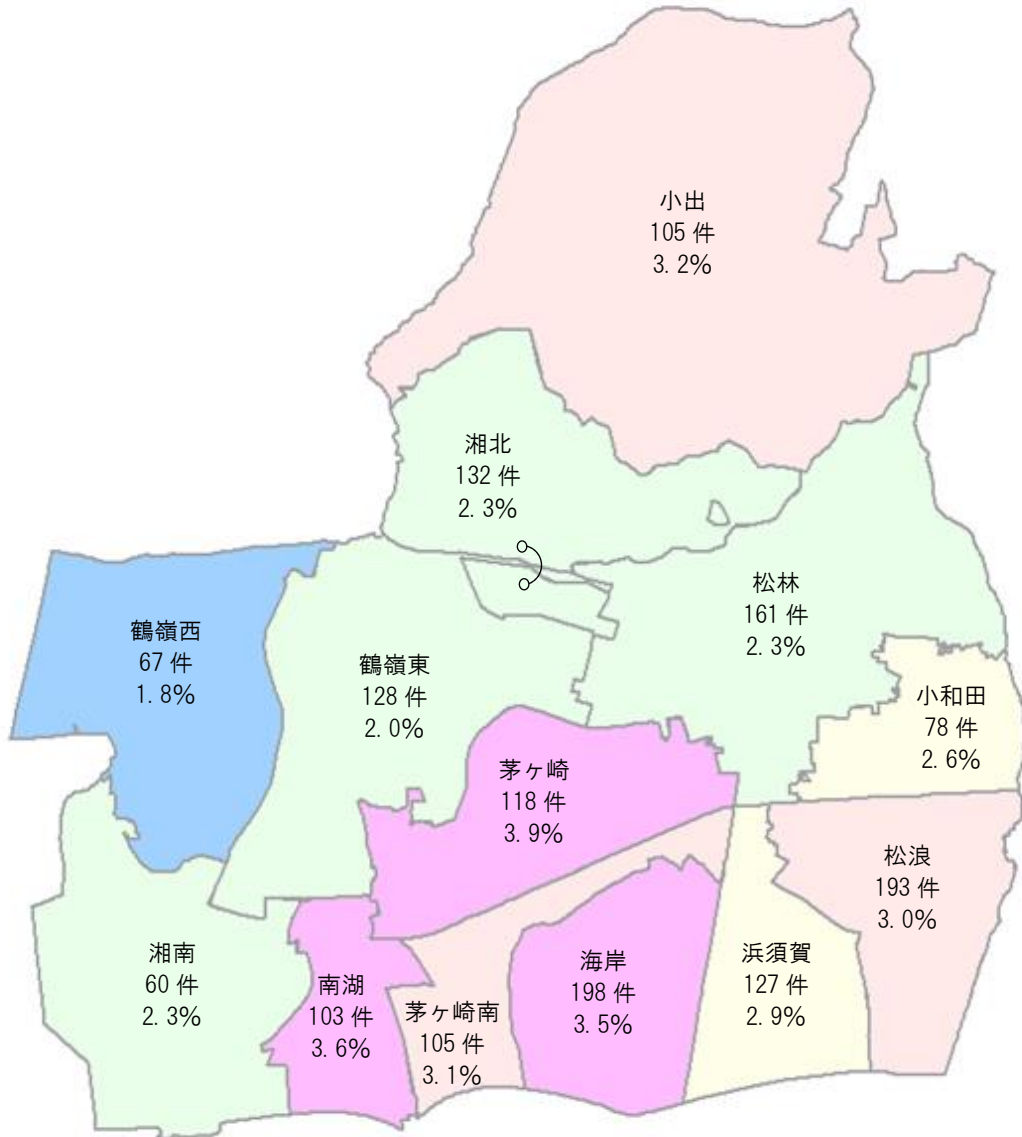 小出
105 件
3.2%
湘北
132 件
2.3%
松林
161 件
2.3%
鶴嶺西
67 件
1.8%
鶴嶺東
128 件
2.0%
小和田
78 件
2.6%
茅ヶ崎
118 件
3.9%
松浪
193 件
3.0%
湘南
60 件
2.3%
南湖
103 件
3.6%
茅ヶ崎南
105 件
3.1%
海岸
198 件
3.5%
浜須賀
127 件
2.9%